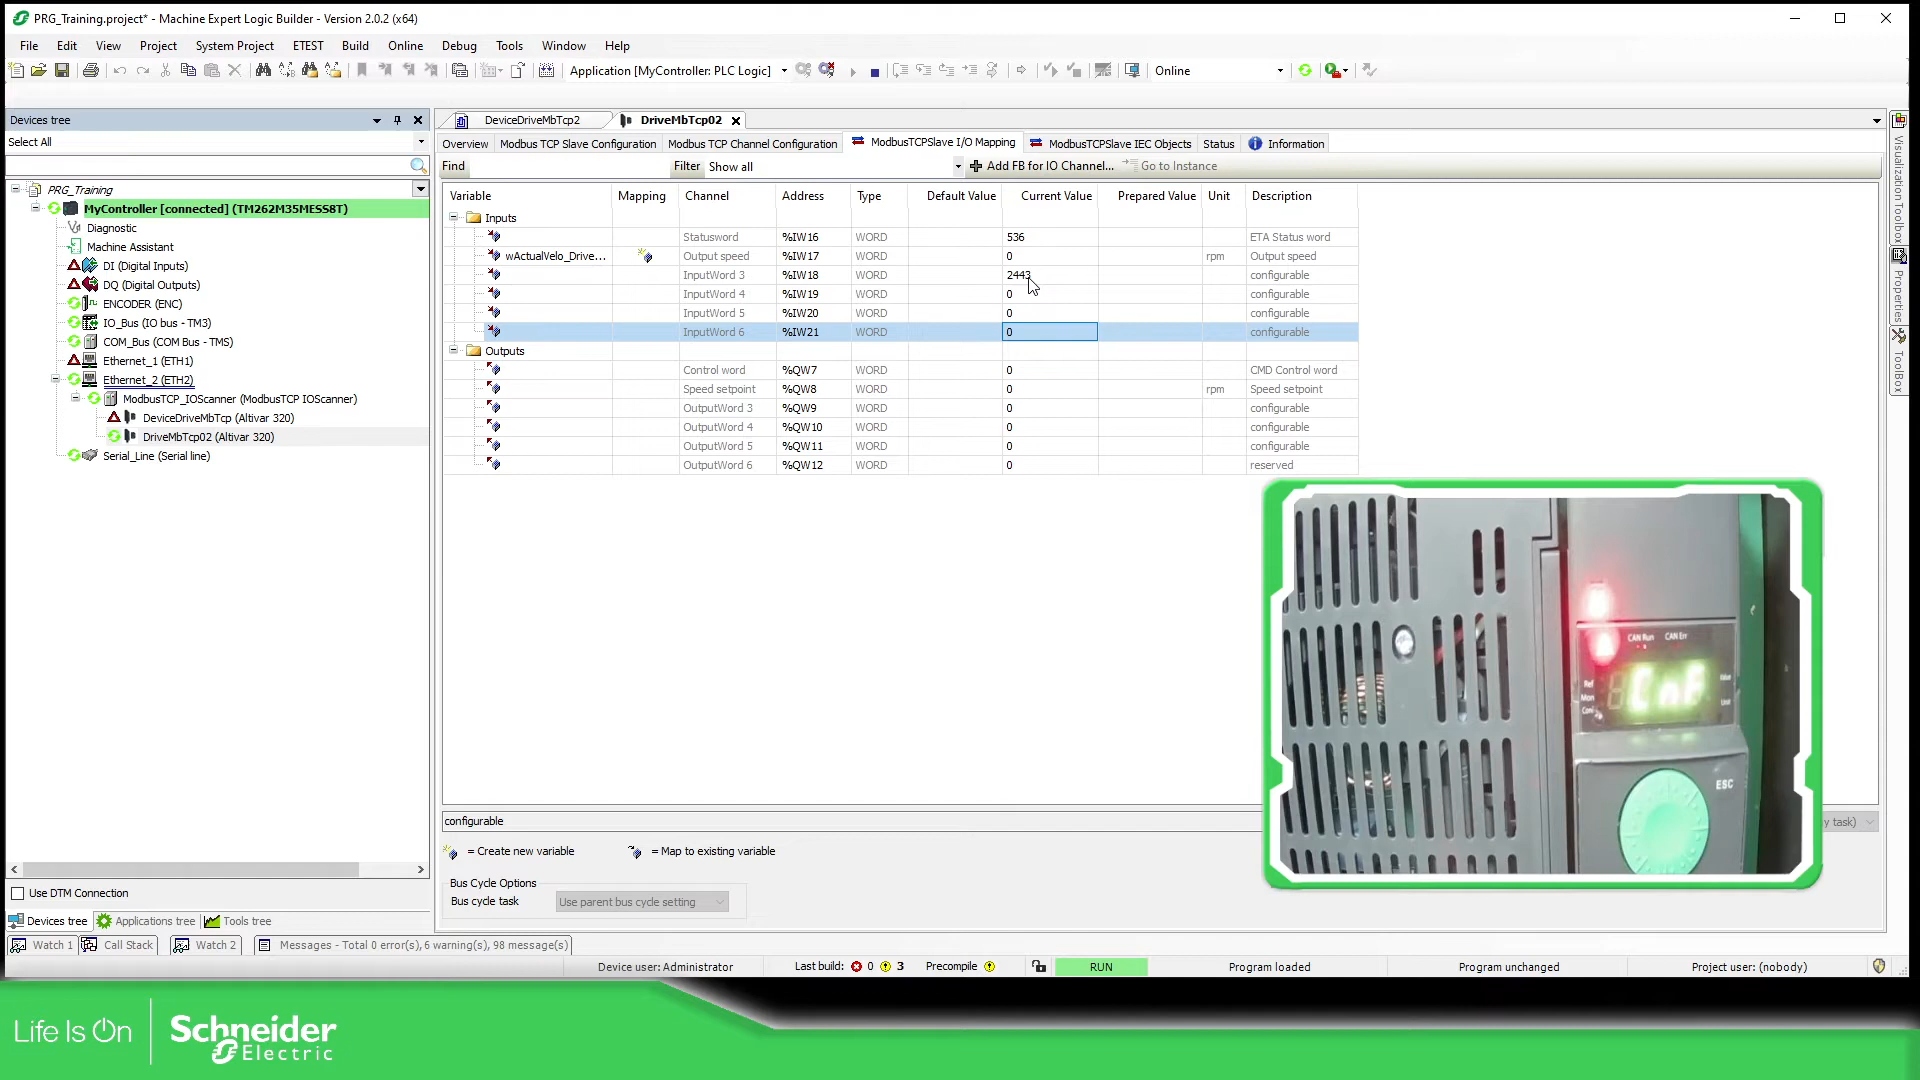 PRG_Training.project* - Machine Expert Logic Builder - Version 2.0.2 (x64)
File Edit View Project System Project ETEST Build Online Debug Tools Window Help
Application [MyController: PLC Logic] Online
Devices tree
Select All
PRG_Training
MyController [connected] (TM262M35MESS8T)
Diagnostic
Machine Assistant
DI (Digital Inputs)
DQ (Digital Outputs)
ENCODER (ENC)
IO_Bus (IO bus - TM3)
COM_Bus (COM Bus - TMS)
Ethernet_1 (ETH1)
Ethernet_2 (ETH2)
ModbusTCP_IOScanner (ModbusTCP IOScanner)
DeviceDriveMbTcp (Altivar 320)
DriveMbTcp02 (Altivar 320)
Serial_Line (Serial line)
Use DTM Connection
Devices tree Applications tree Tools tree
DeviceDriveMbTcp2 DriveMbTcp02
Overview Modbus TCP Slave Configuration Modbus TCP Channel Configuration ModbusTCPSlave I/O Mapping ModbusTCPSlave IEC Objects Status Information
Find Filter Show all Add FB for IO Channel... Go to Instance
Variable Mapping Channel Address Type Default Value Current Value Prepared Value Unit Description
Inputs
Statusword %IW16 WORD 536 ETA Status word
wActualVelo_Drive... Output speed %IW17 WORD 0 rpm Output speed
InputWord 3 %IW18 WORD 2443 configurable
InputWord 4 %IW19 WORD 0 configurable
InputWord 5 %IW20 WORD 0 configurable
InputWord 6 %IW21 WORD 0 configurable
Outputs
Control word %QW7 WORD 0 CMD Control word
Speed setpoint %QW8 WORD 0 rpm Speed setpoint
OutputWord 3 %QW9 WORD 0 configurable
OutputWord 4 %QW10 WORD 0 configurable
OutputWord 5 %QW11 WORD 0 configurable
OutputWord 6 %QW12 WORD 0 reserved
configurable
= Create new variable = Map to existing variable
Bus Cycle Options
Bus cycle task Use parent bus cycle setting
y task)
Visualization Toolbox
Properties
ToolBox
CAN Run CAN Err
Ref
Mon
Con
Value
Unit
CnF
ESC
Watch 1 Call Stack Watch 2 Messages - Total 0 error(s), 6 warning(s), 98 message(s)
Device user: Administrator Last build: 0 3 Precompile RUN Program loaded Program unchanged Project user: (nobody)
Life Is On Schneider Electric